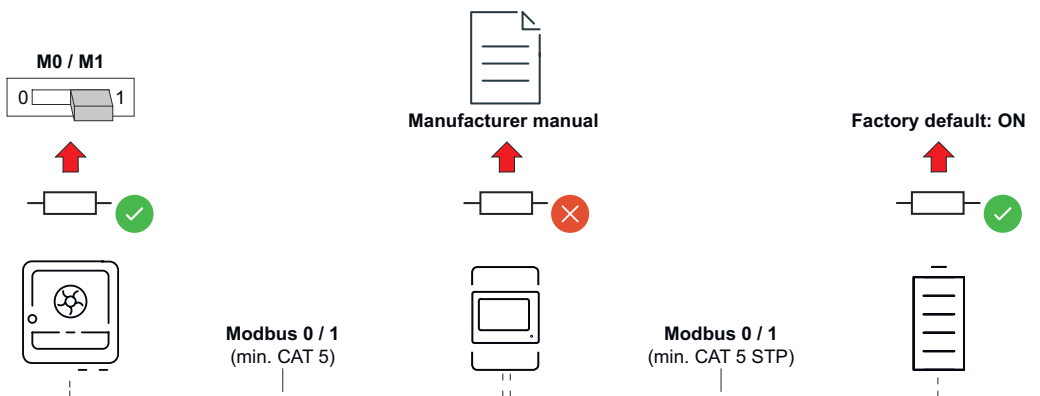 M0 / M1
0 1
Manufacturer manual
Factory default: ON
Modbus 0 / 1
(min. CAT 5)
Modbus 0 / 1
(min. CAT 5 STP)